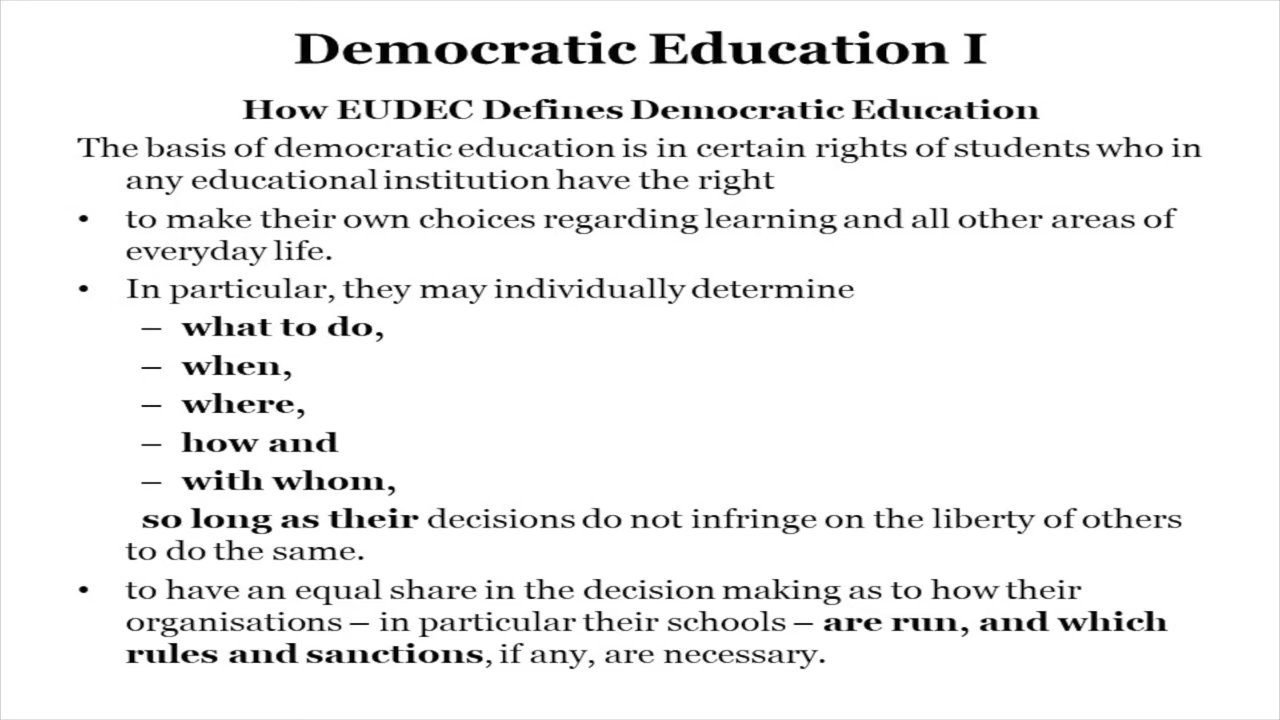 Democratic Education I
How EUDEC Defines Democratic Education
The basis of democratic education is in certain rights of students who in
any educational institution have the right
• to make their own choices regarding learning and all other areas of
everyday life.
• In particular, they may individually determine
– what to do,
– when,
– where,
– how and
– with whom,
so long as their decisions do not infringe on the liberty of others
to do the same.
• to have an equal share in the decision making as to how their
organisations – in particular their schools – are run, and which
rules and sanctions, if any, are necessary.